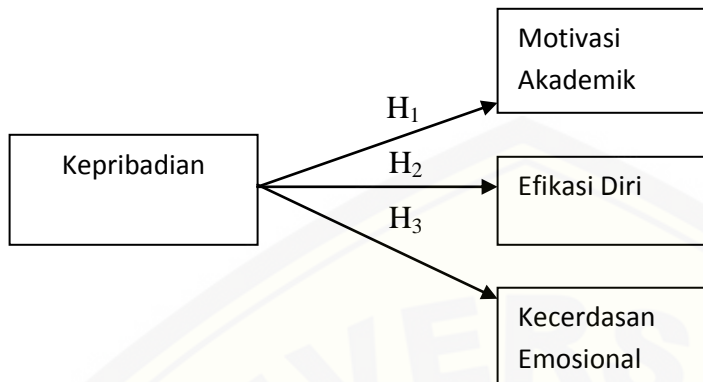 Motivasi
Akademik
H₁
Kepribadian
H₂
Efikasi Diri
H₃
Kecerdasan
Emosional